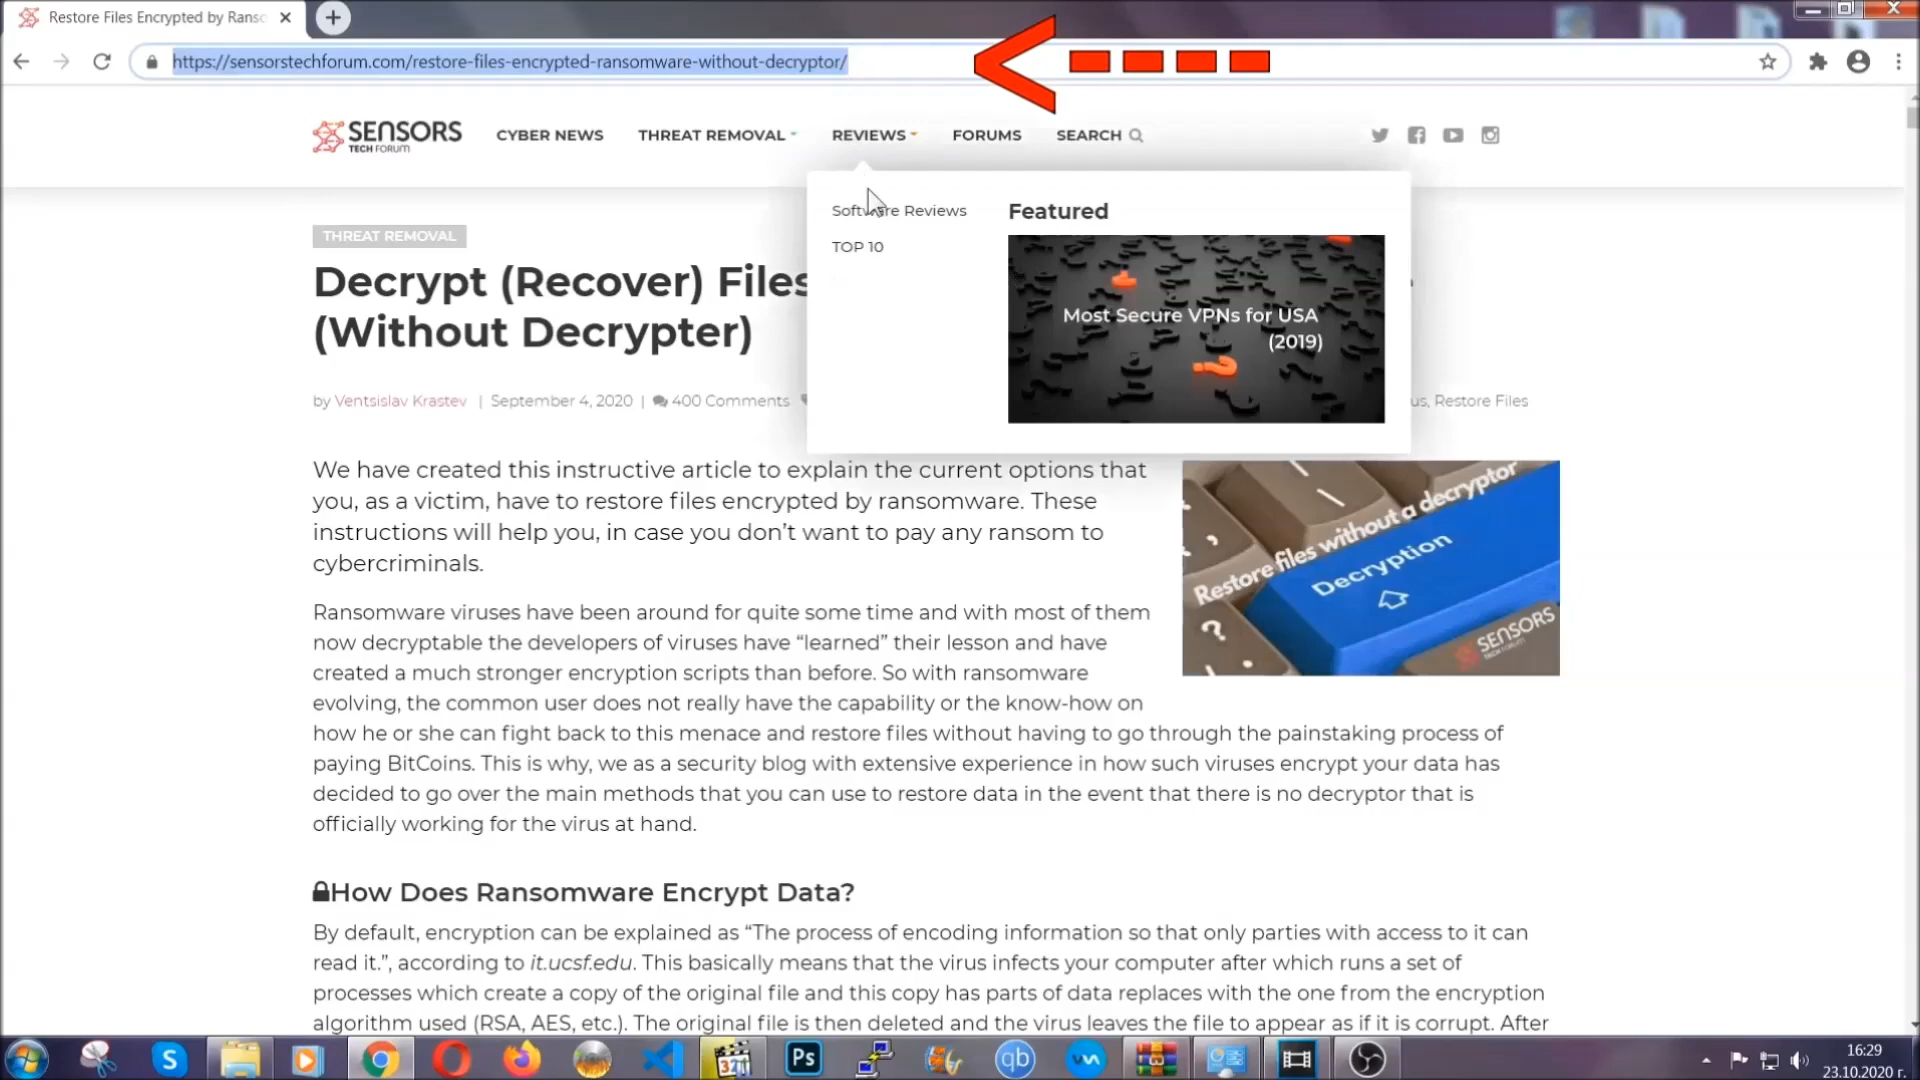 Restore Files Encrypted by Ranso
https://sensorstechforum.com/restore-files-encrypted-ransomware-without-decryptor/
SENSORS
TECH FORUM
CYBER NEWS THREAT REMOVAL REVIEWS FORUMS SEARCH
Software Reviews
TOP 10
Featured
Most Secure VPNs for USA
(2019)
THREAT REMOVAL
Decrypt (Recover) Files
(Without Decrypter)
by Ventsislav Krastev | September 4, 2020 | 400 Comments
us, Restore Files
We have created this instructive article to explain the current options that
you, as a victim, have to restore files encrypted by ransomware. These
instructions will help you, in case you don’t want to pay any ransom to
cybercriminals.
Restore files without a decryptor
Decryption
SENSORS
TECH FORUM
Ransomware viruses have been around for quite some time and with most of them
now decryptable the developers of viruses have “learned” their lesson and have
created a much stronger encryption scripts than before. So with ransomware
evolving, the common user does not really have the capability or the know-how on
how he or she can fight back to this menace and restore files without having to go through the painstaking process of
paying BitCoins. This is why, we as a security blog with extensive experience in how such viruses encrypt your data has
decided to go over the main methods that you can use to restore data in the event that there is no decryptor that is
officially working for the virus at hand.
How Does Ransomware Encrypt Data?
By default, encryption can be explained as “The process of encoding information so that only parties with access to it can
read it.”, according to it.ucsf.edu. This basically means that the virus infects your computer after which runs a set of
processes which create a copy of the original file and this copy has parts of data replaces with the one from the encryption
algorithm used (RSA, AES, etc.). The original file is then deleted and the virus leaves the file to appear as if it is corrupt. After
S
321
Ps
qb
16:29
23.10.2020 г.